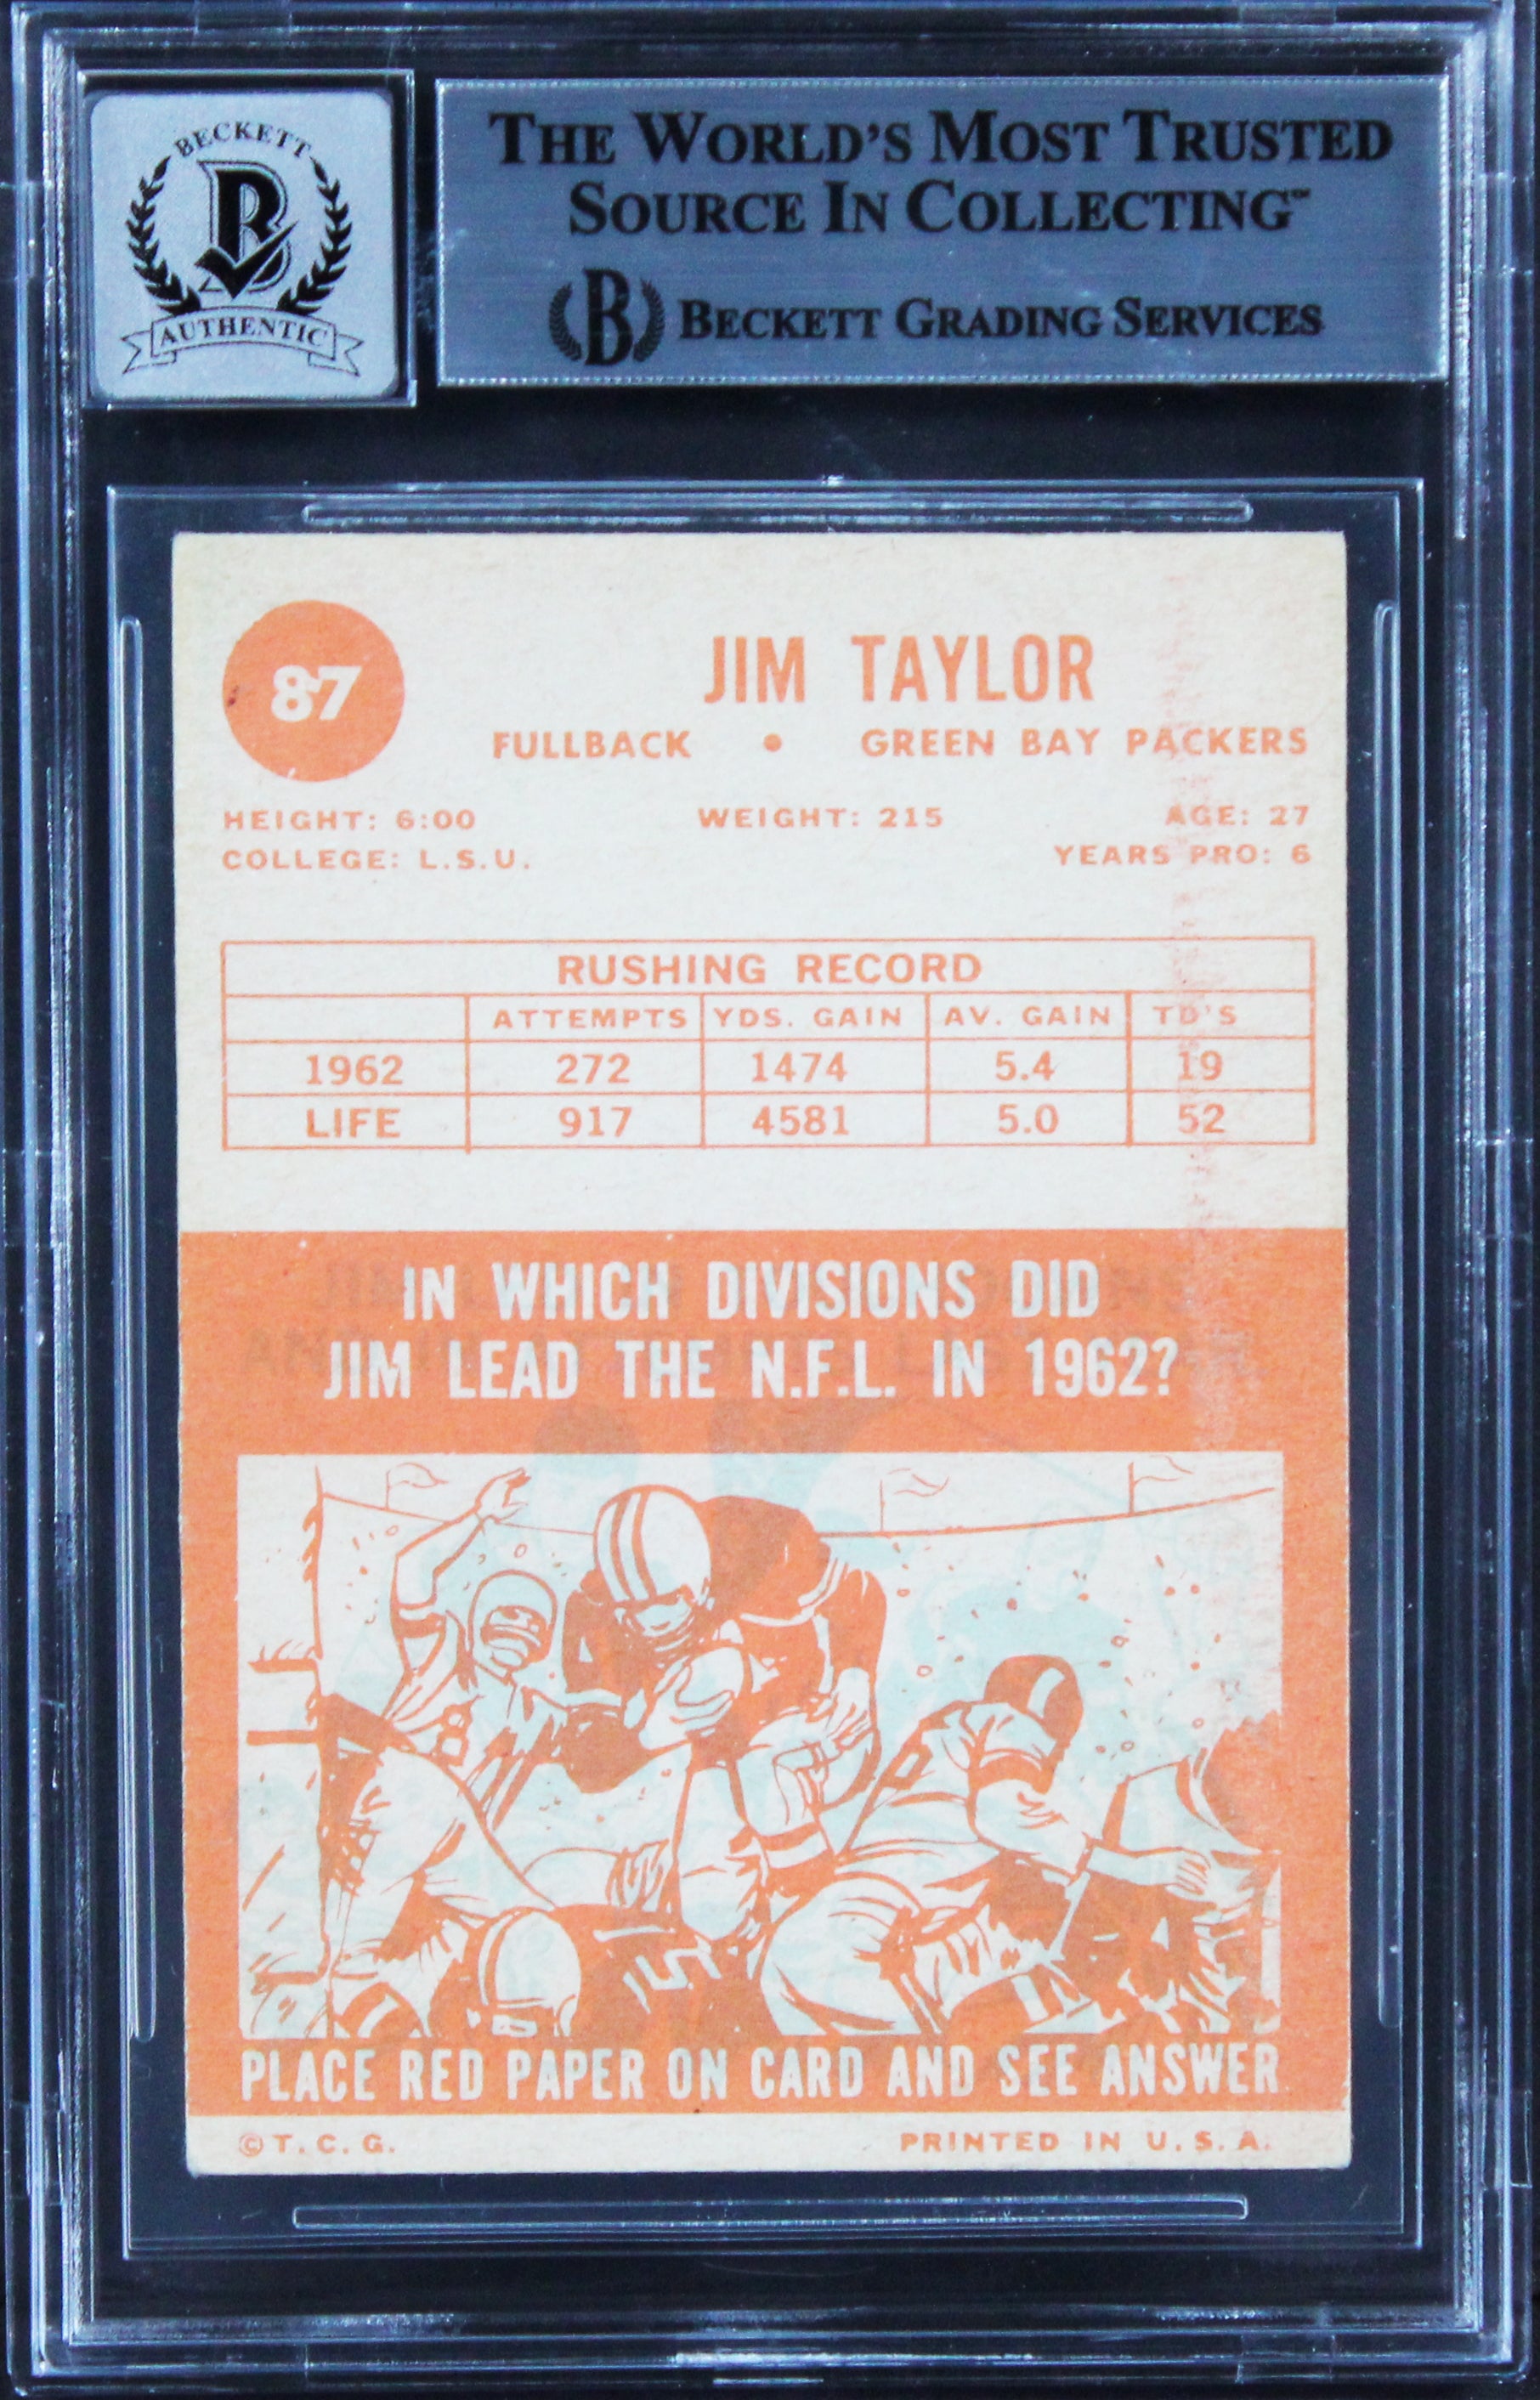 BECKETT
B
AUTHENTIC
THE WORLD'S MOST TRUSTED
SOURCE IN COLLECTING™
B BECKETT GRADING SERVICES
87
JIM TAYLOR
FULLBACK • GREEN BAY PACKERS
HEIGHT: 6:00 WEIGHT: 215 AGE: 27
COLLEGE: L.S.U. YEARS PRO: 6
RUSHING RECORD
ATTEMPTS YDS. GAIN AV. GAIN TD'S
1962 272 1474 5.4 19
LIFE 917 4581 5.0 52
IN WHICH DIVISIONS DID
JIM LEAD THE N.F.L. IN 1962?
PLACE RED PAPER ON CARD AND SEE ANSWER
© T. C. G. PRINTED IN U. S. A.